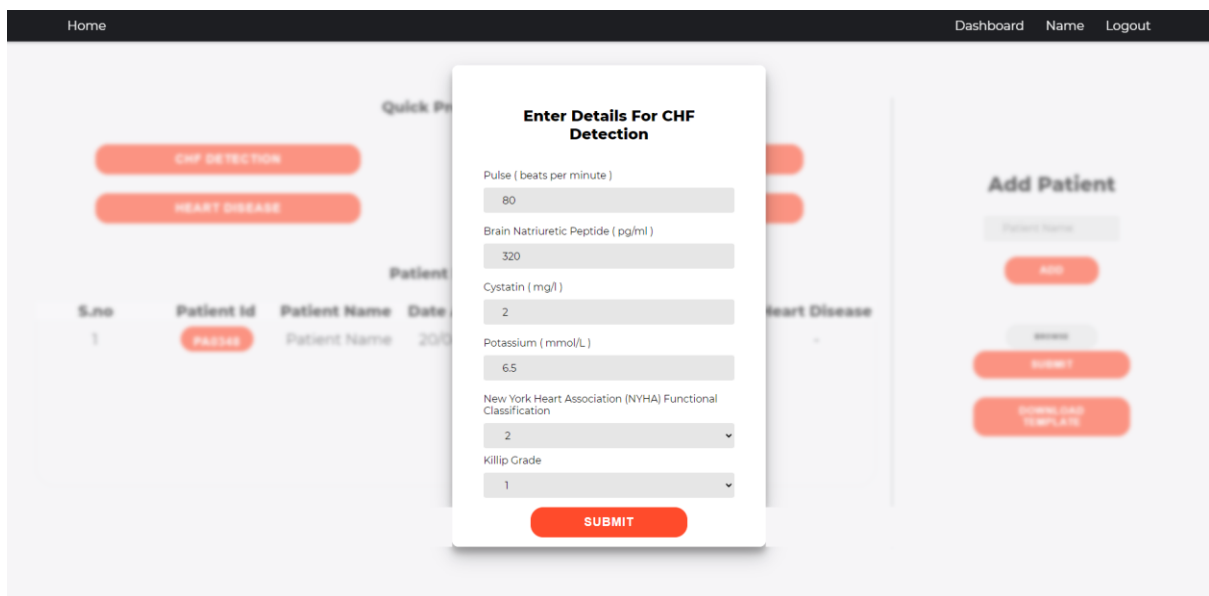 Home
Dashboard Name Logout
Quick Pr
Enter Details For CHF
Detection
CHF DETECTION
HEART DISEASE
Pulse ( beats per minute )
80
Brain Natriuretic Peptide ( pg/ml )
320
Cystatin ( mg/l )
2
Potassium ( mmol/L )
6.5
New York Heart Association (NYHA) Functional
Classification
2
Killip Grade
1
SUBMIT
Patient
S.no Patient Id Patient Name Date Heart Disease
1 Patient Name 20/0 -
Add Patient
Patient Name
ADD
SUBMIT
DOWNLOAD
TEMPLATE